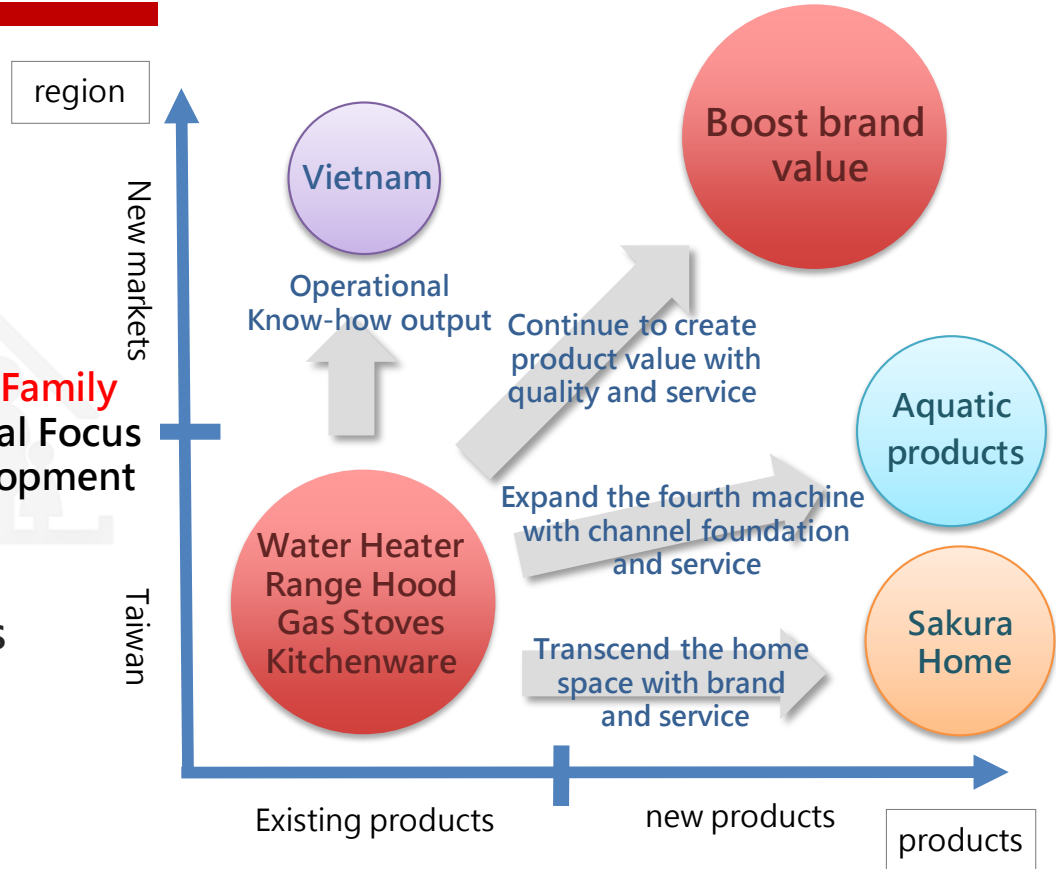 region
New markets
Taiwan
Family
al Focus
opment
s
Vietnam
Operational
Know-how output
Boost brand
value
Continue to create
product value with
quality and service
Aquatic
products
Expand the fourth machine
with channel foundation
and service
Water Heater
Range Hood
Gas Stoves
Kitchenware
Transcend the home
space with brand
and service
Sakura
Home
Existing products
new products
products